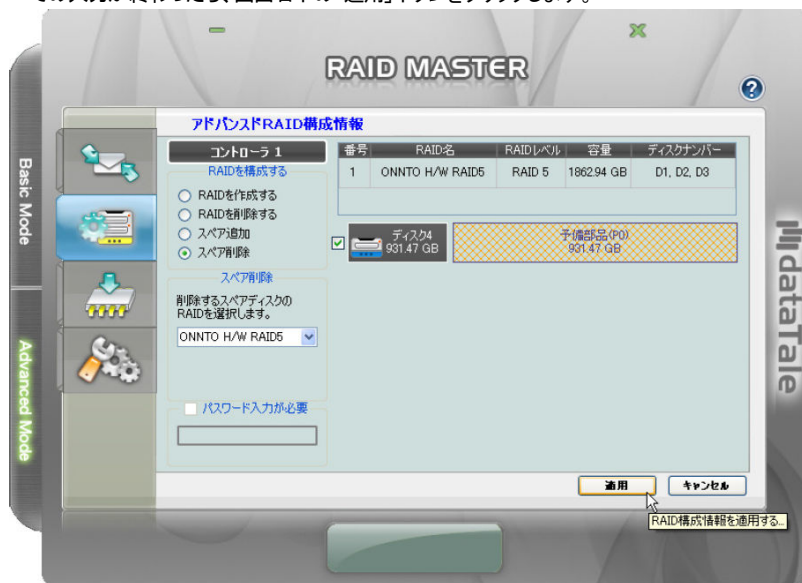 RAID MASTER
アドバンスドRAID構成情報
Basic Mode
Advanced Mode
コントローラ 1
RAIDを構成する
RAIDを作成する
RAIDを削除する
スペア追加
スペア削除
スペア削除
削除するスペアディスクの
RAIDを選択します。
ONNTO H/W RAID5
パスワード入力が必要
番号 RAID名 RAIDレベル 容量 ディスクナンバー
1 ONNTO H/W RAID5 RAID 5 1862.94 GB D1, D2, D3
ディスク4
931.47 GB
予備部品(P0)
931.47 GB
適用 キャンセル
RAID構成情報を適用する...
dataTale